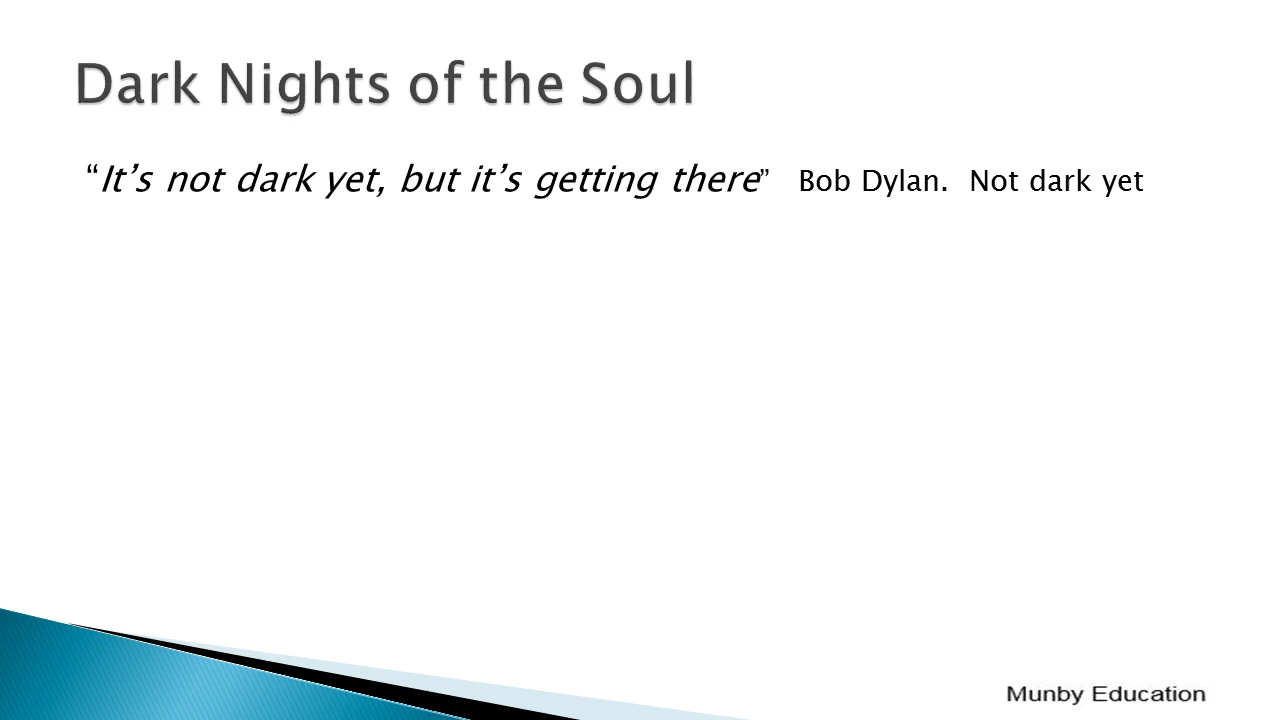 Dark Nights of the Soul
“It’s not dark yet, but it’s getting there” Bob Dylan. Not dark yet
Munby Education